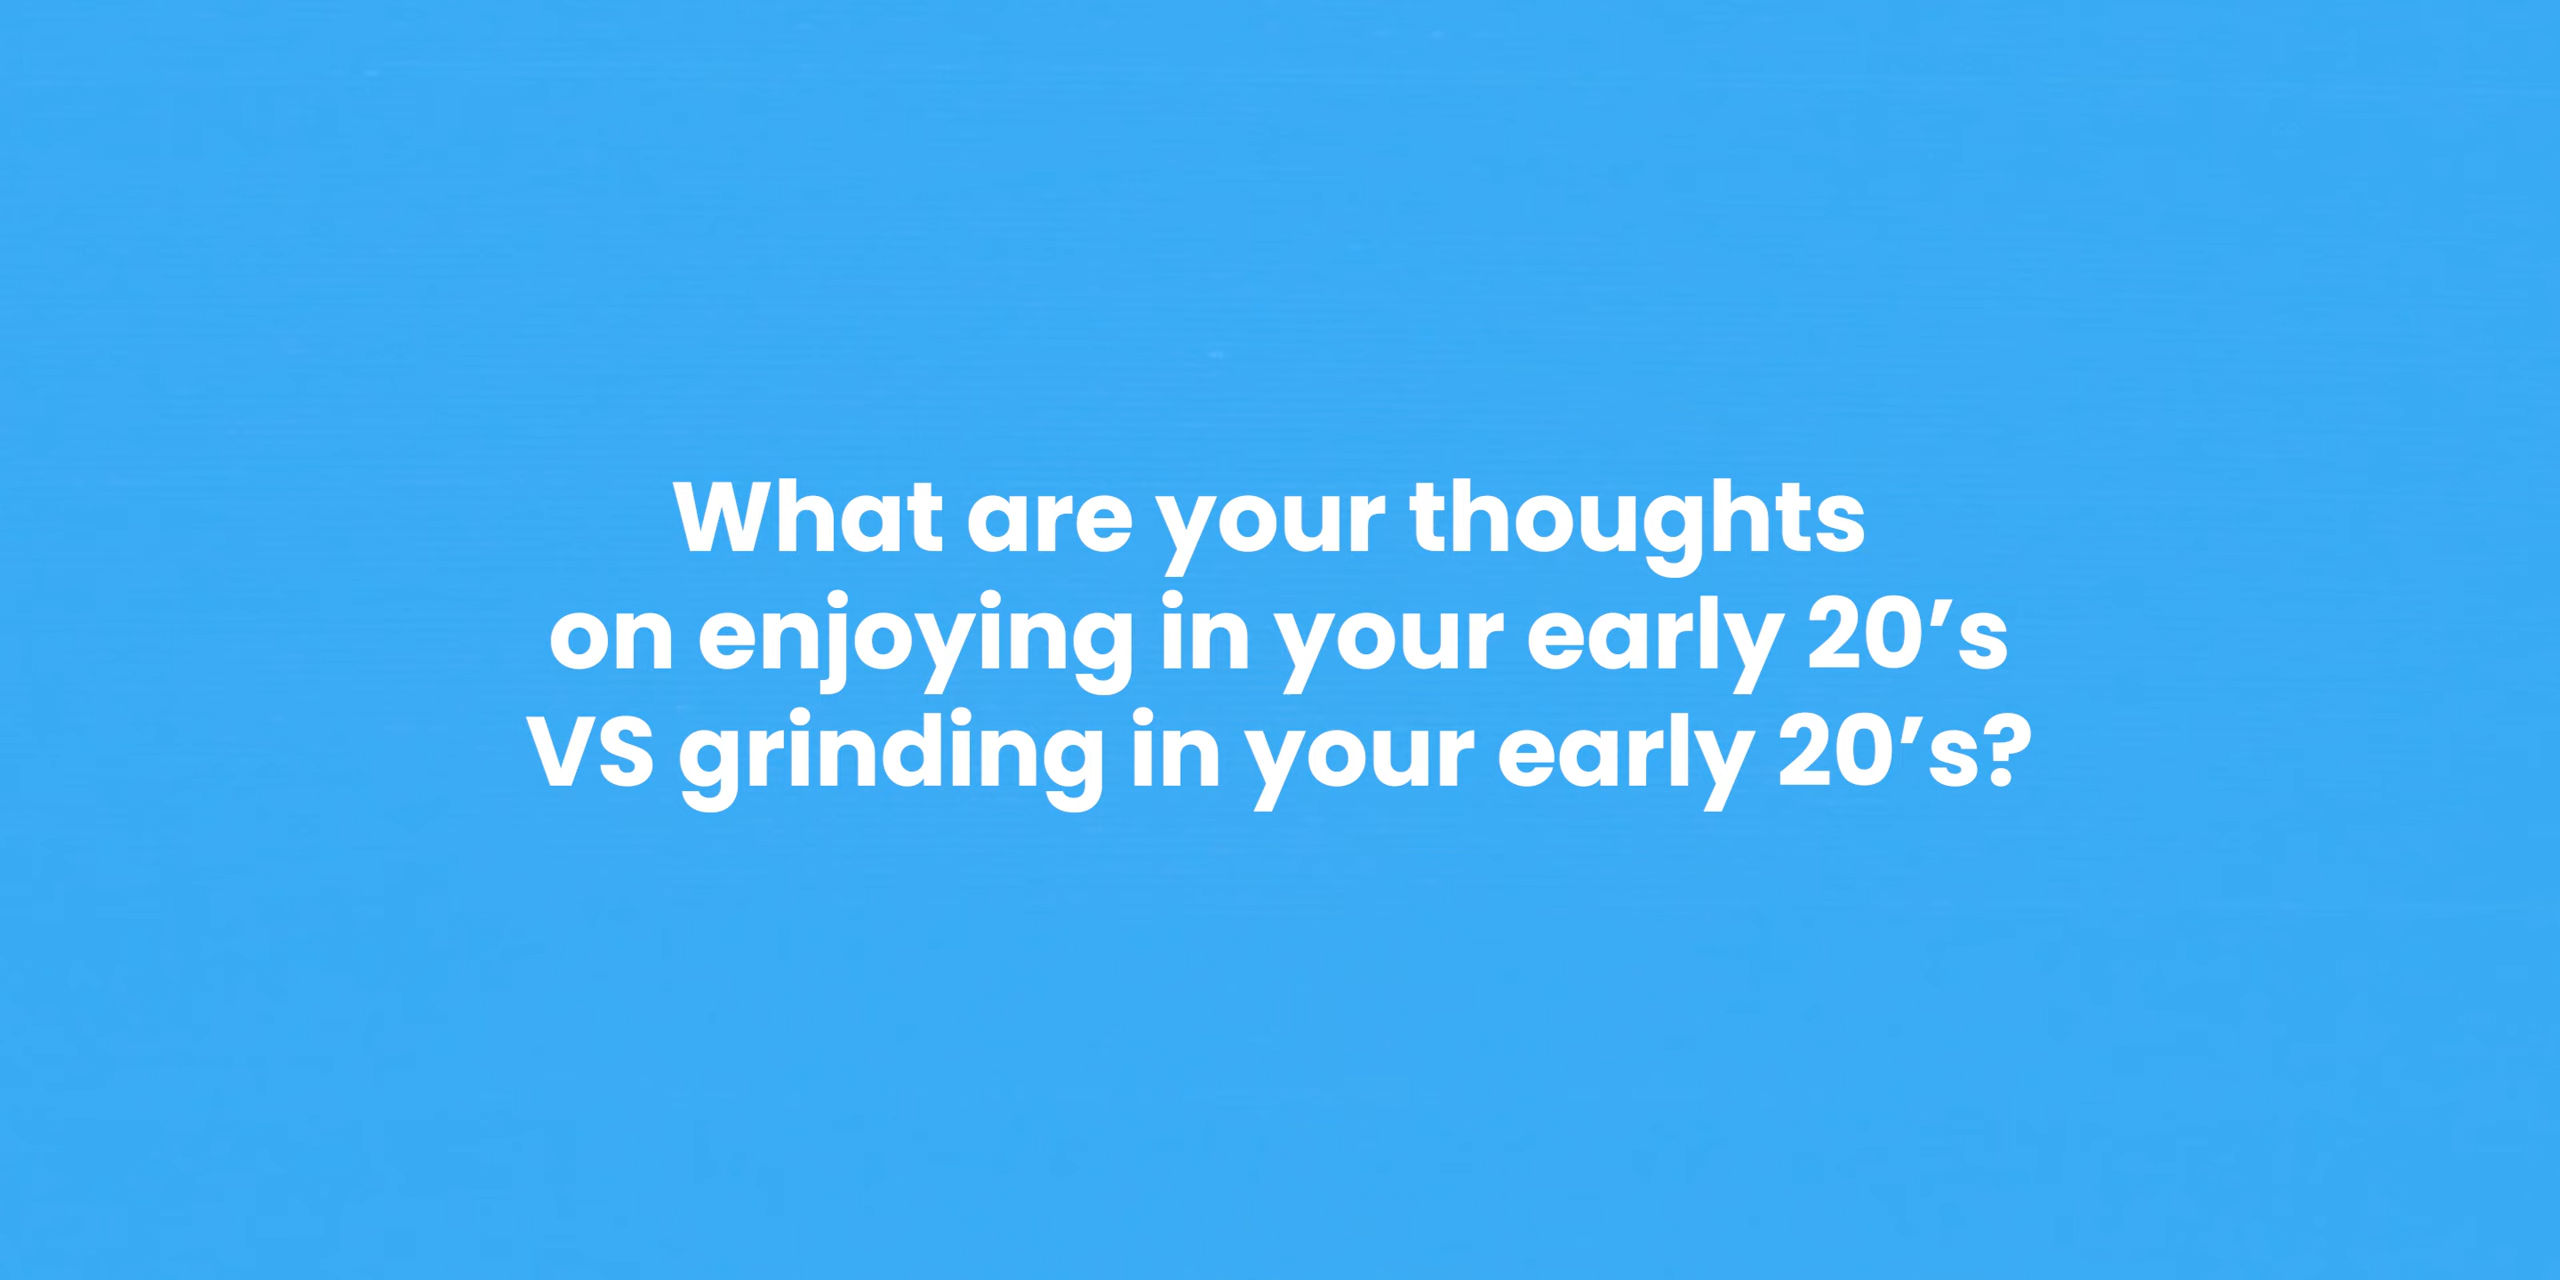 What are your thoughts
on enjoying in your early 20’s
VS grinding in your early 20’s?